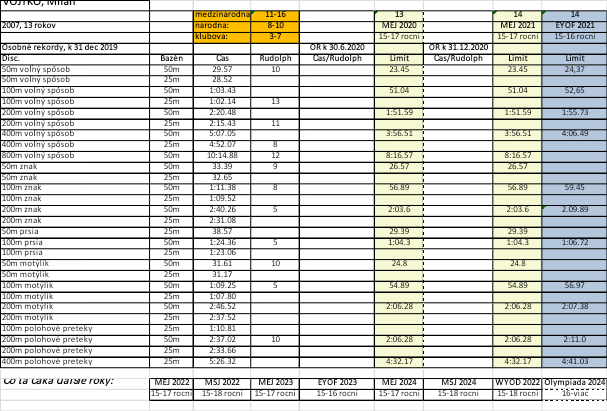 VOJTKO, Milan
medzinarodna: 11-16 13 14 14
2007, 13 rokov narodna: 8-10 MEJ 2020 MEJ 2021 EYOF 2021
klubova: 3-7 15-17 rocni 15-17 rocni 15-16 rocni
Osobné rekordy, k 31 dec 2019 OR k 30.6.2020 OR k 31.12.2020
Disc. Bazén Cas Rudolph Cas/Rudolph Limit Cas/Rudolph Limit Limit
50m voľný spôsob 50m 29.57 10 23.45 23.45 24,37
50m voľný spôsob 25m 28.52
100m voľný spôsob 50m 1:03.43 51.04 51.04 52,65
100m voľný spôsob 25m 1:02.14 13
200m voľný spôsob 50m 2:20.48 1:51.59 1:51.59 1:55.73
200m voľný spôsob 25m 2:15.43 11
400m voľný spôsob 50m 5:07.05 3:56.51 3:56.51 4:06.49
400m voľný spôsob 25m 4:52.07 8
800m voľný spôsob 50m 10:14.88 12 8:16.57 8:16.57
50m znak 50m 33.39 9 26.57 26.57
50m znak 25m 32.65
100m znak 50m 1:11.38 8 56.89 56.89 59.45
100m znak 25m 1:09.52
200m znak 50m 2:40.26 5 2:03.6 2:03.6 2.09.89
200m znak 25m 2:31.08
50m prsia 25m 38.57 29.39 29.39
100m prsia 50m 1:24.36 5 1:04.3 1:04.3 1:06.72
100m prsia 25m 1:23.06
50m motýlik 50m 31.61 10 24.8 24.8
50m motýlik 25m 31.17
100m motýlik 50m 1:09.25 5 54.89 54.89 56.97
100m motýlik 25m 1:07.80
200m motýlik 50m 2:46.52 2:06.28 2:06.28 2:07.38
200m motýlik 25m 2:37.52
100m polohové preteky 25m 1:10.81
200m polohové preteky 50m 2:37.02 10 2:06.28 2:06.28 2:11.0
200m polohové preteky 25m 2:33.66
400m polohové preteky 50m 5:26.32 4:32.17 4:32.17 4:41.03
Čo ťa čaká ďaľšie roky: MEJ 2022 MSJ 2022 MEJ 2023 EYOF 2023 MEJ 2024 MSJ 2024 WYOD 2022 Olympiada 2024
15-17 rocni 15-18 rocni 15-17 rocni 15-16 rocni 15-17 rocni 15-18 rocni 15-18 rocni 16-viac